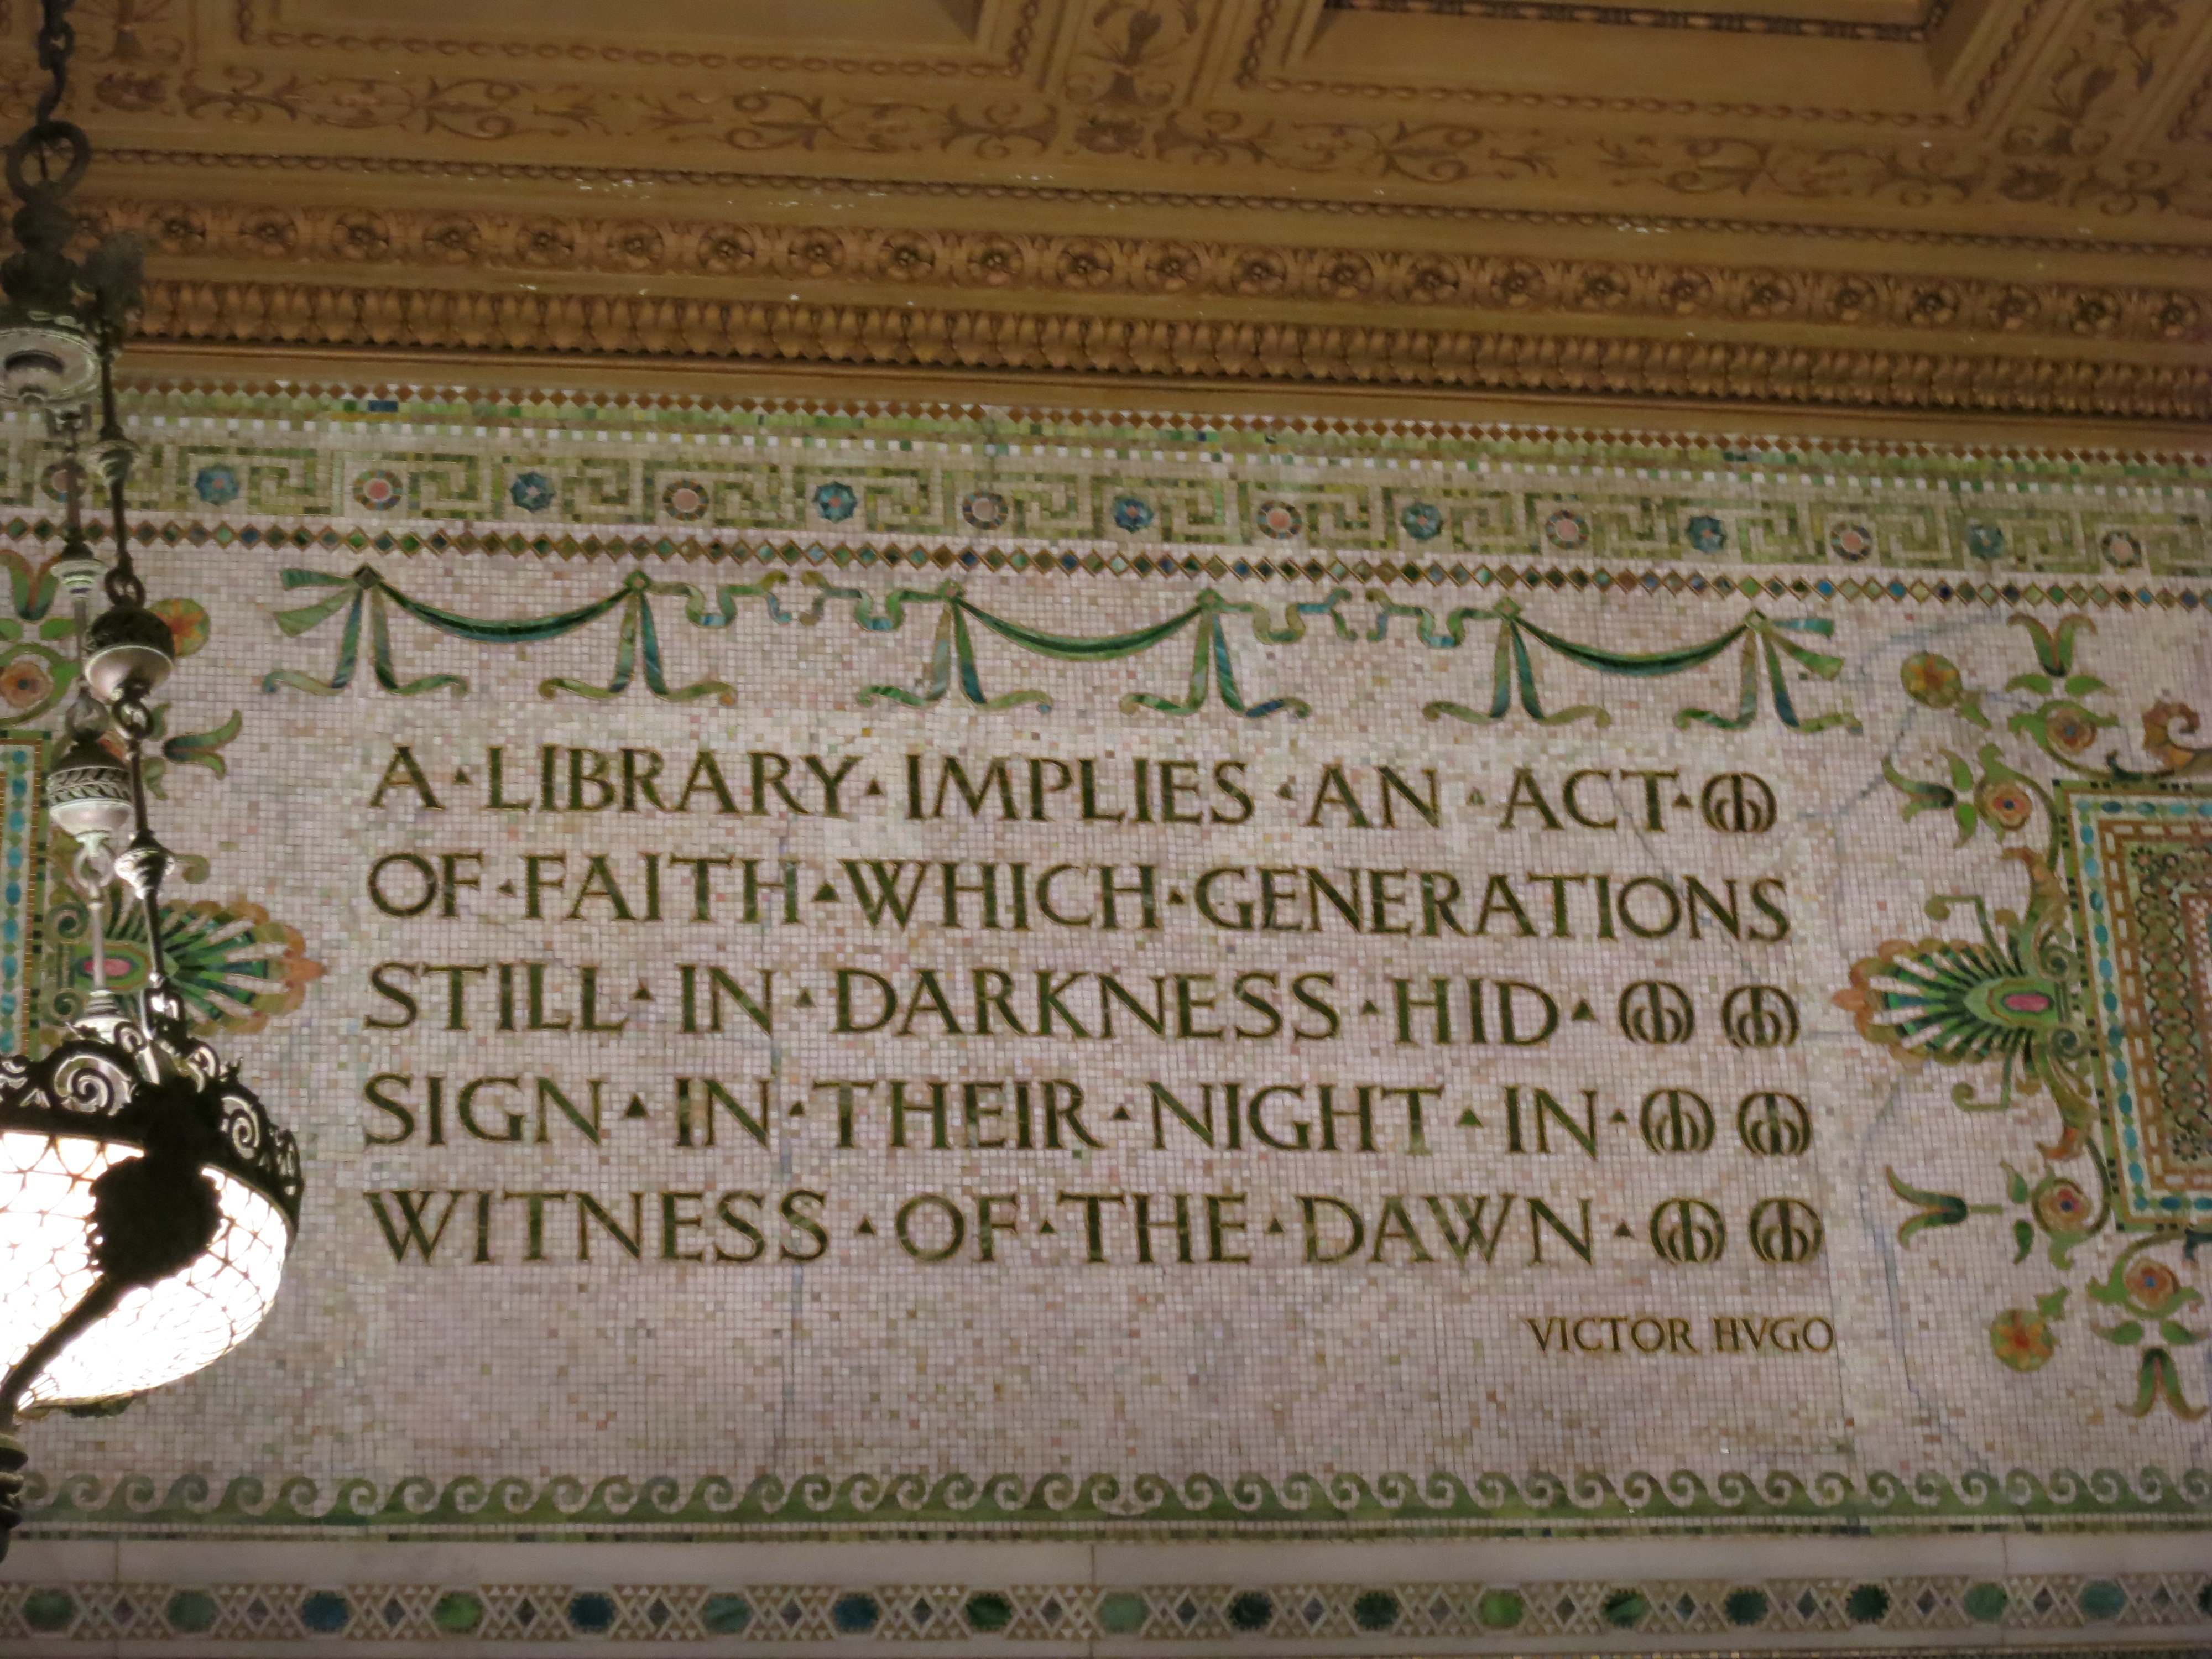 A·LIBRARY·IMPLIES·AN·ACT·
OF·FAITH·WHICH·GENERATIONS
STILL·IN·DARKNESS·HID·
SIGN·IN·THEIR·NIGHT·IN·
WITNESS·OF·THE·DAWN·
VICTOR HVGO